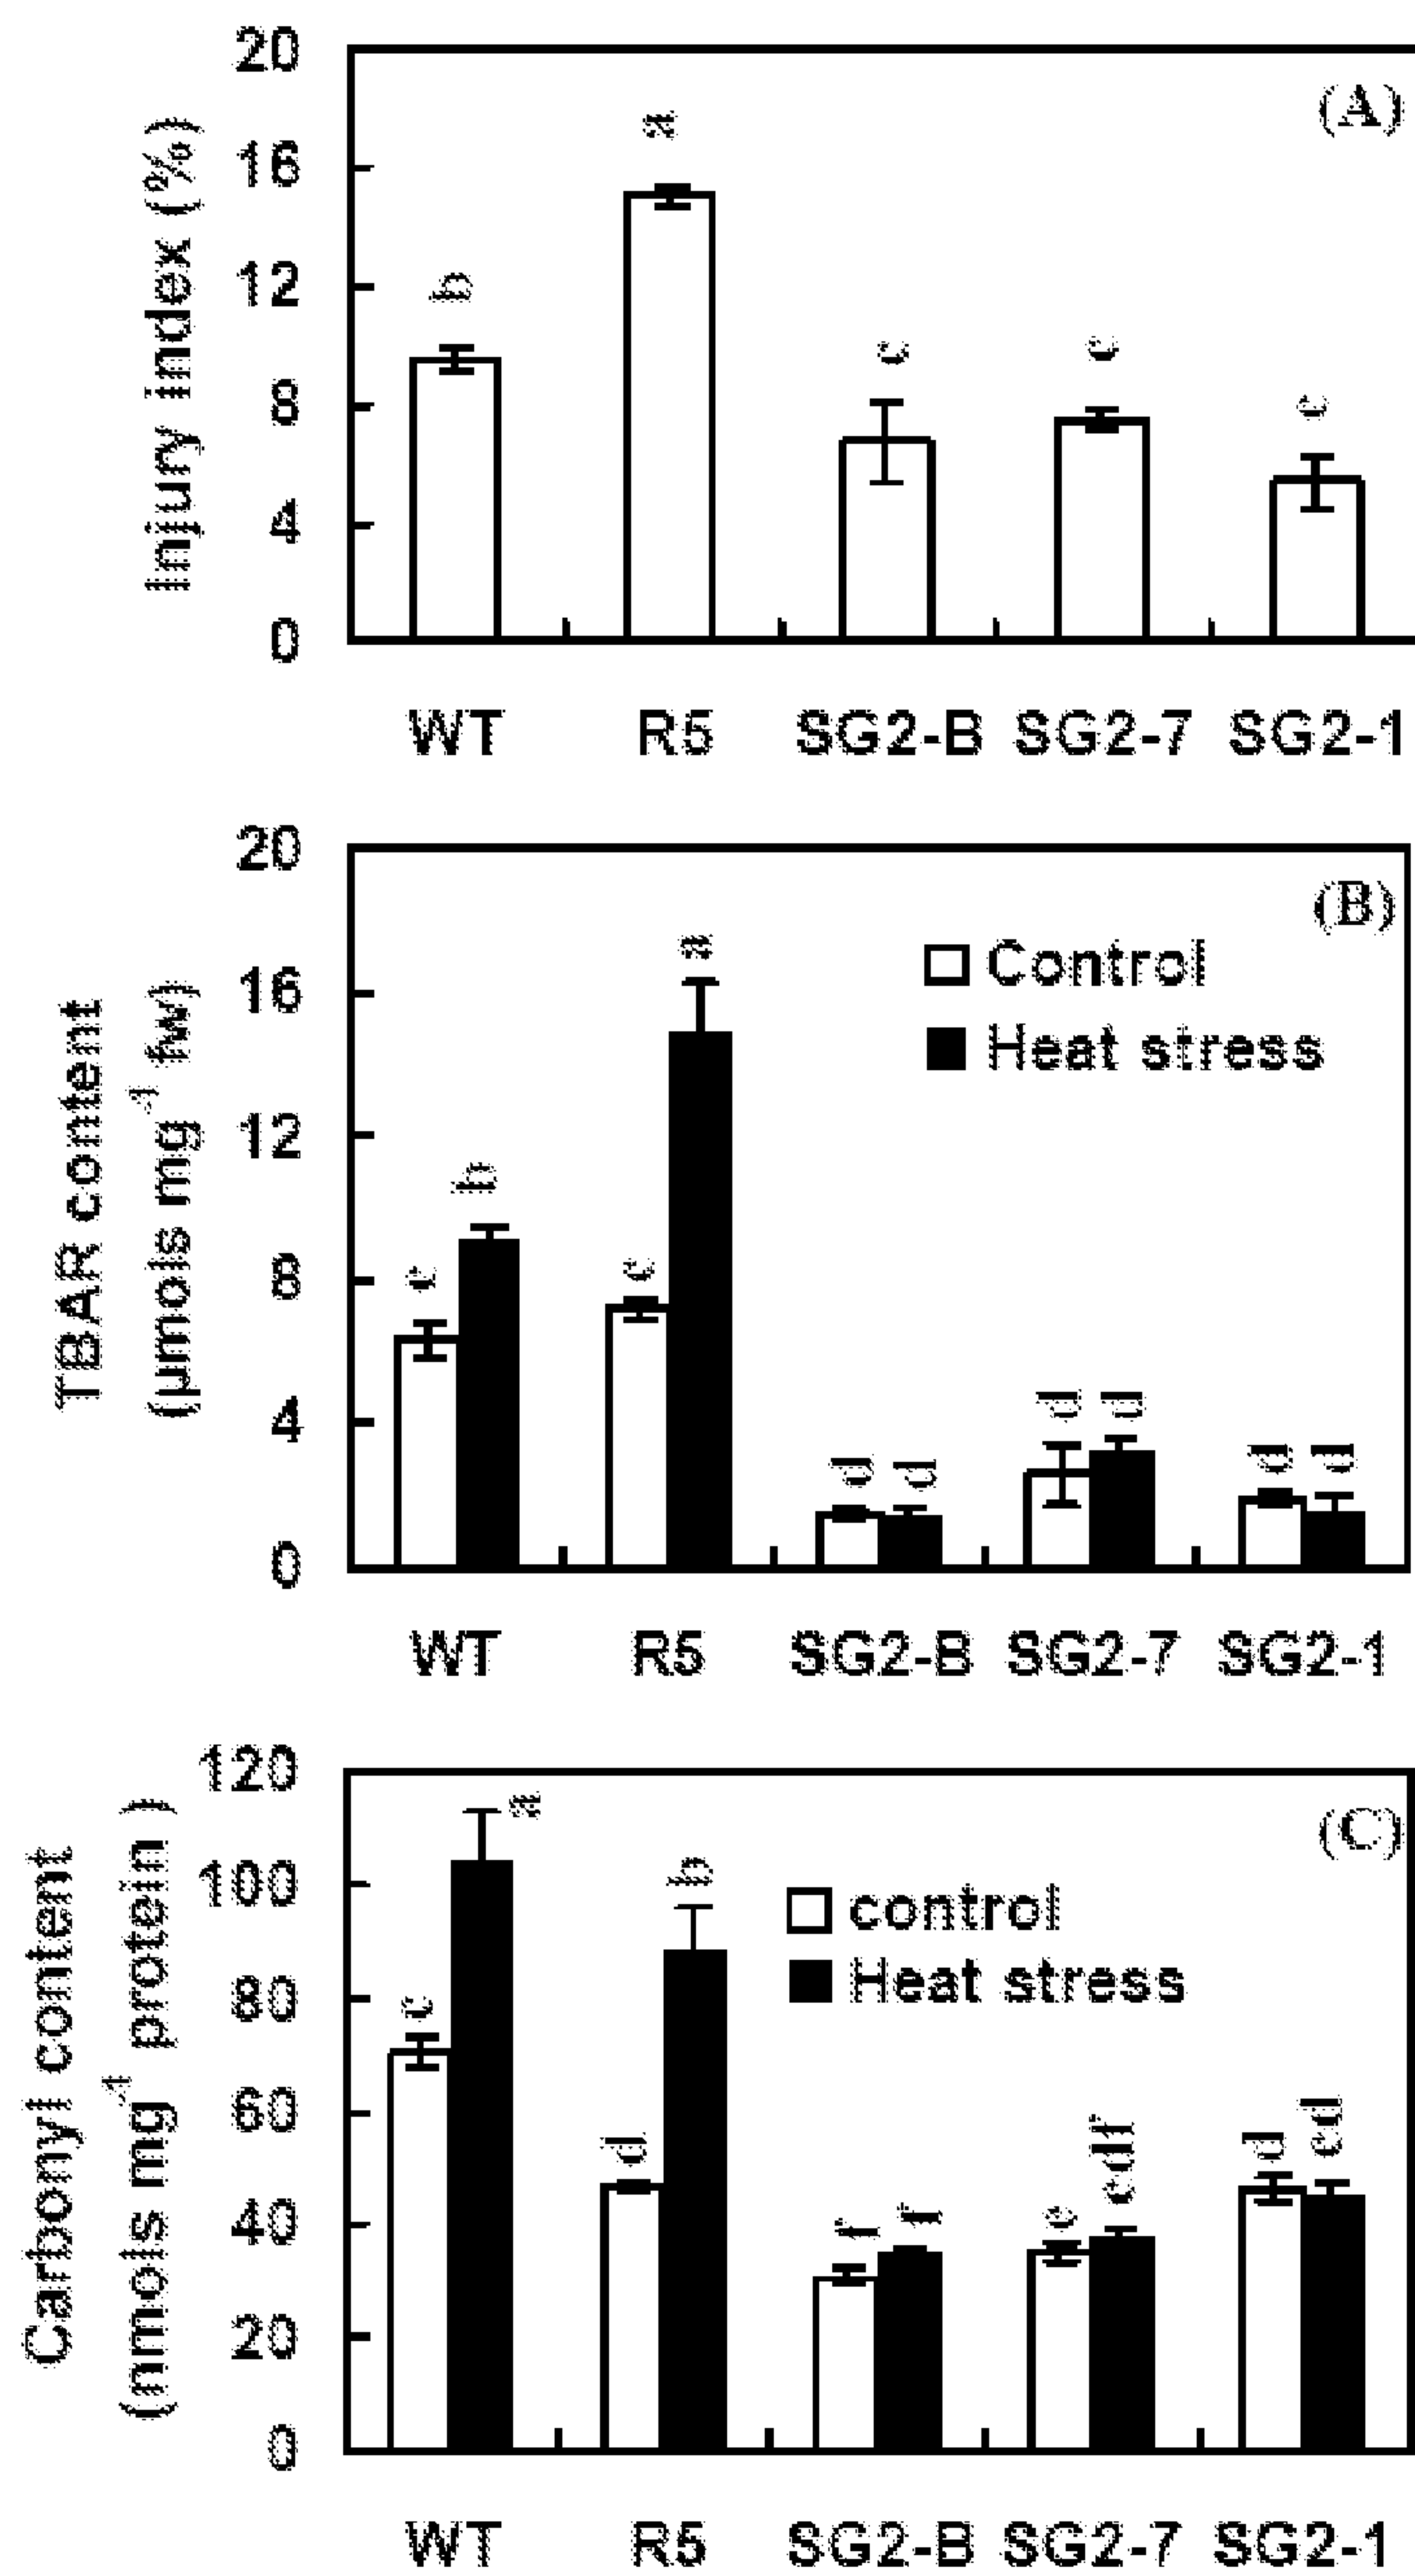 (A)
Injury index (%)
20
16
12
8
4
0
b
a
c
c
c
WT R5 SG2-B SG2-7 SG2-1
(B)
TBAR content
(µmols mg-1 fw)
20
16
12
8
4
0
Control
Heat stress
c b c a d d d d d d
WT R5 SG2-B SG2-7 SG2-1
(C)
Carbonyl content
(nmols mg-1 protein )
120
100
80
60
40
20
0
control
Heat stress
c a d b f f e d
WT R5 SG2-B SG2-7 SG2-1